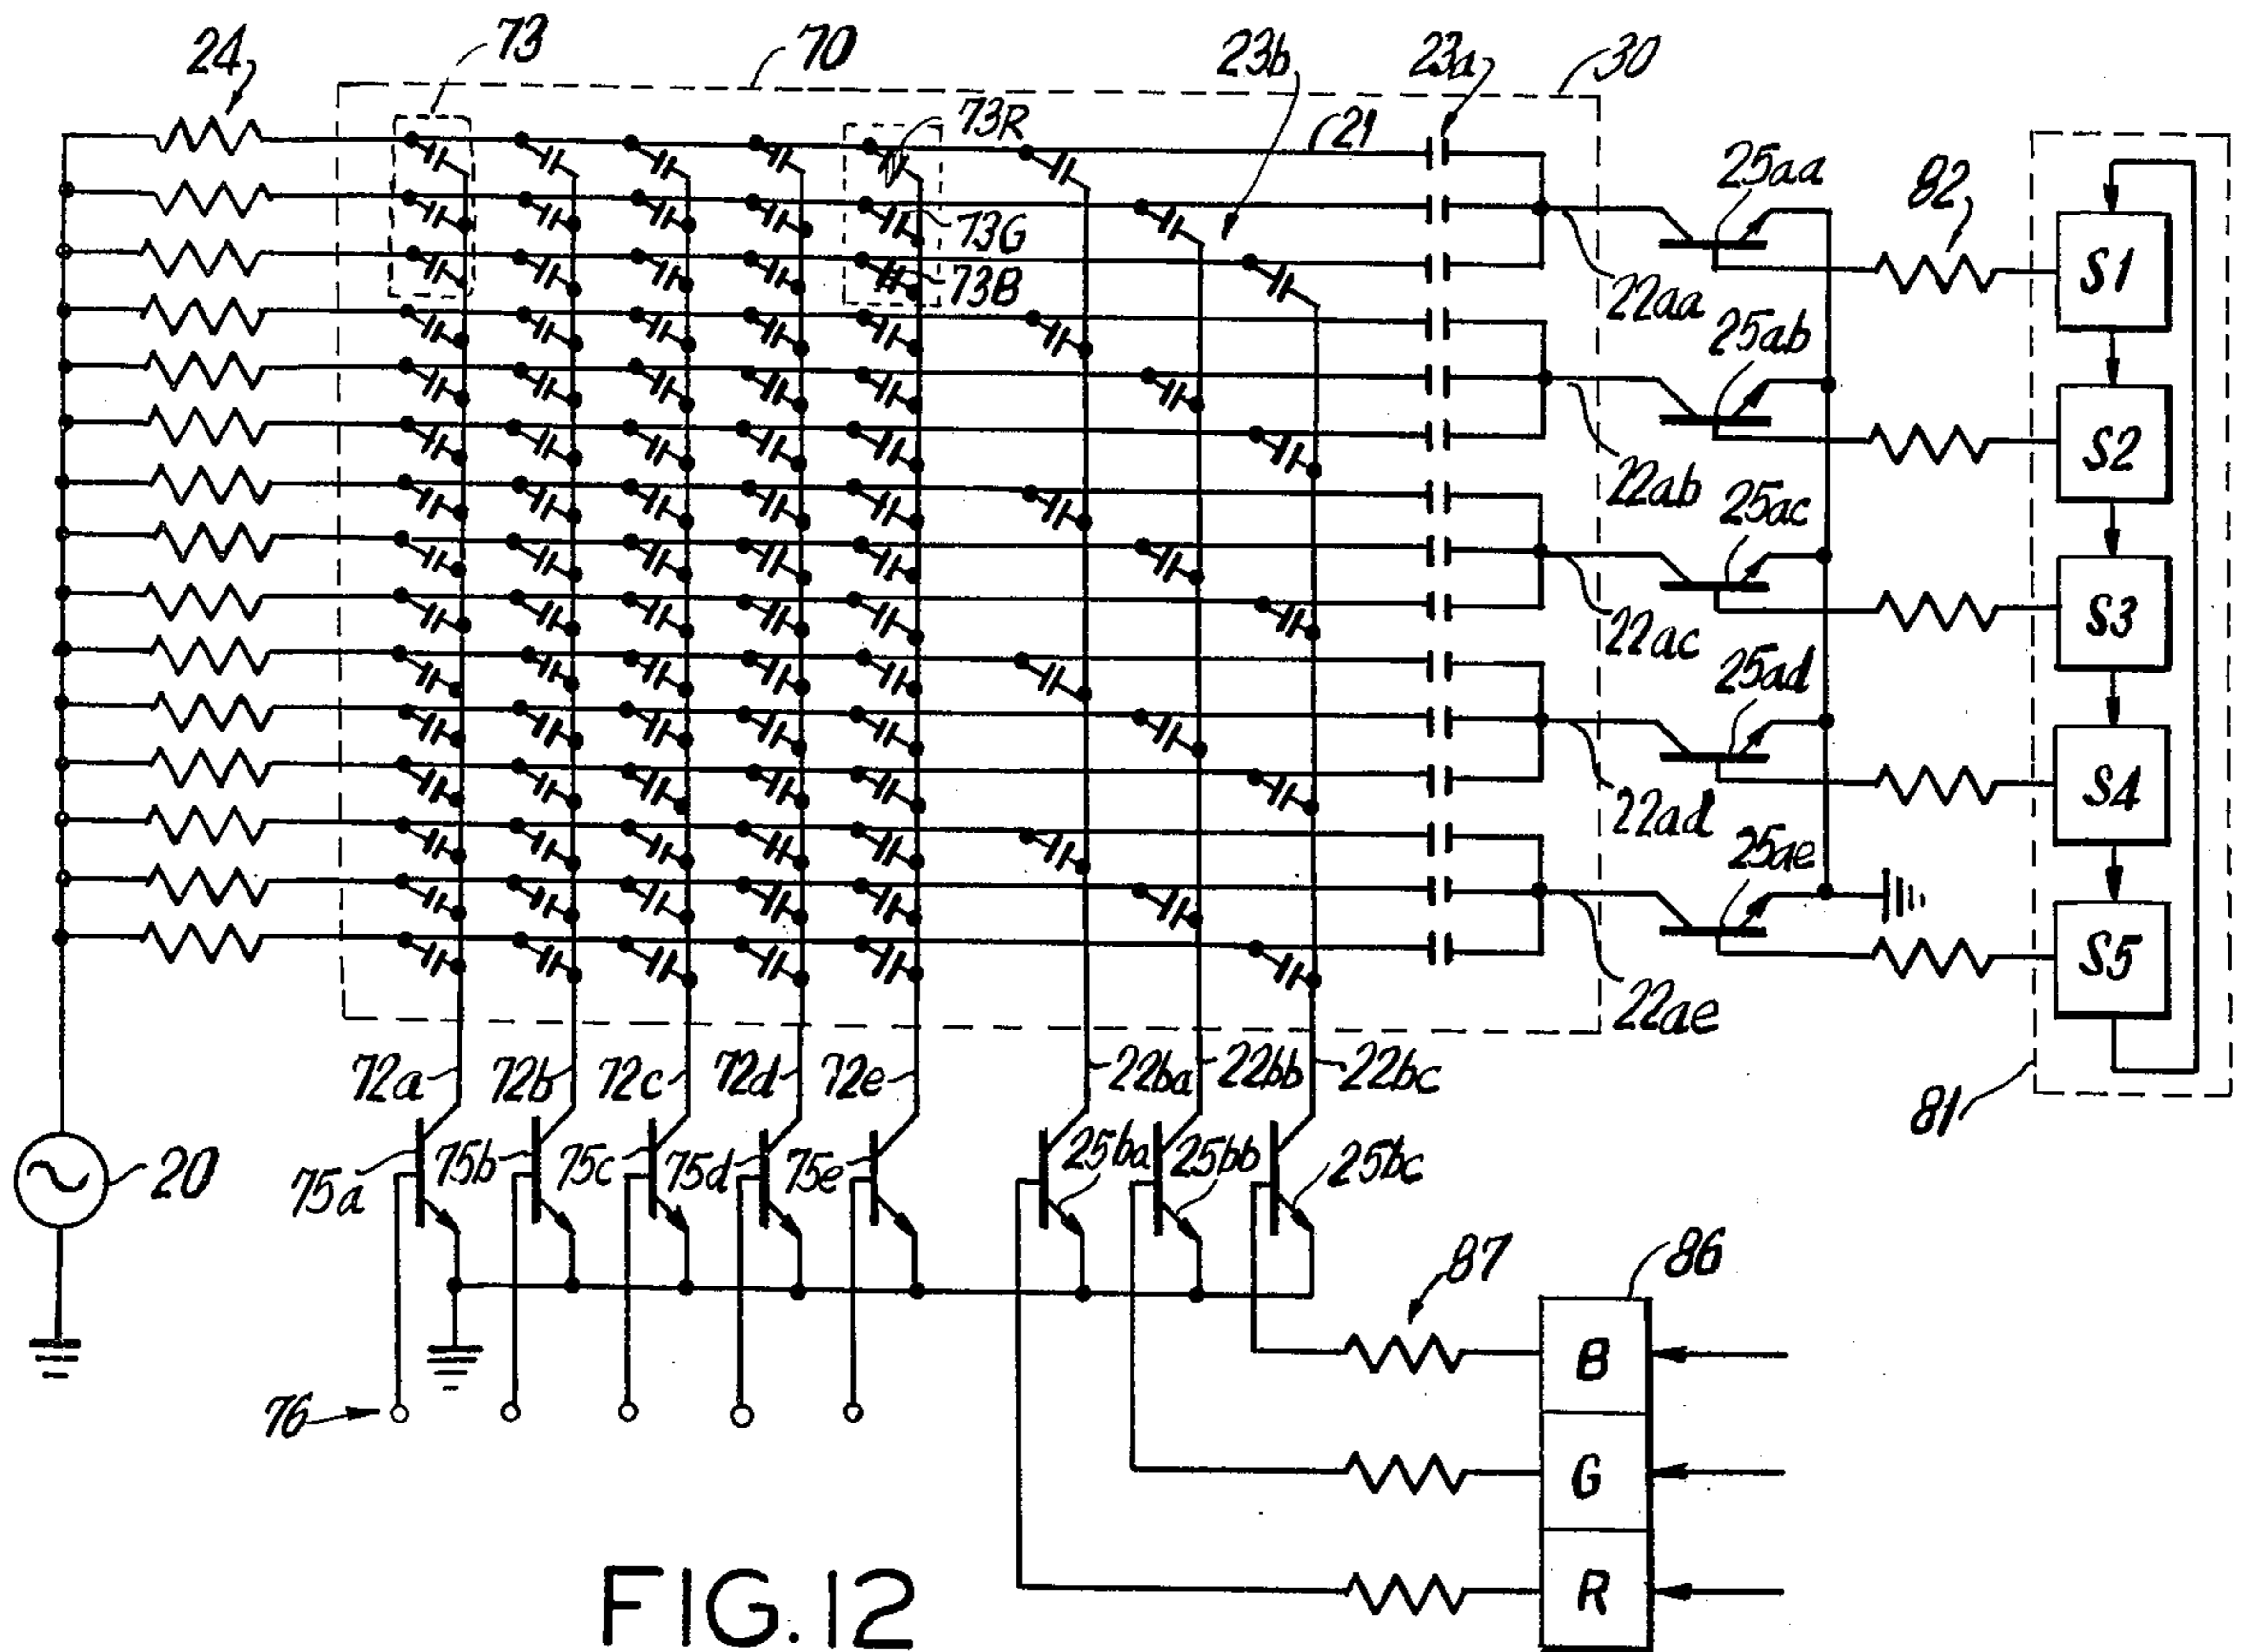 24 73 70 23b 23a 30
73R 21 25aa 82
73G
73B 22aa S1
25ab
22ab S2
25ac
22ac S3
25ad
22ad S4
25ae
22ae S5
72a 72b 72c 72d 72e 22ba 22bb 22bc 81
20 75a 75b 75c 75d 75e 25ba 25bb 25bc
87 86
76 B
G
R
FIG.12